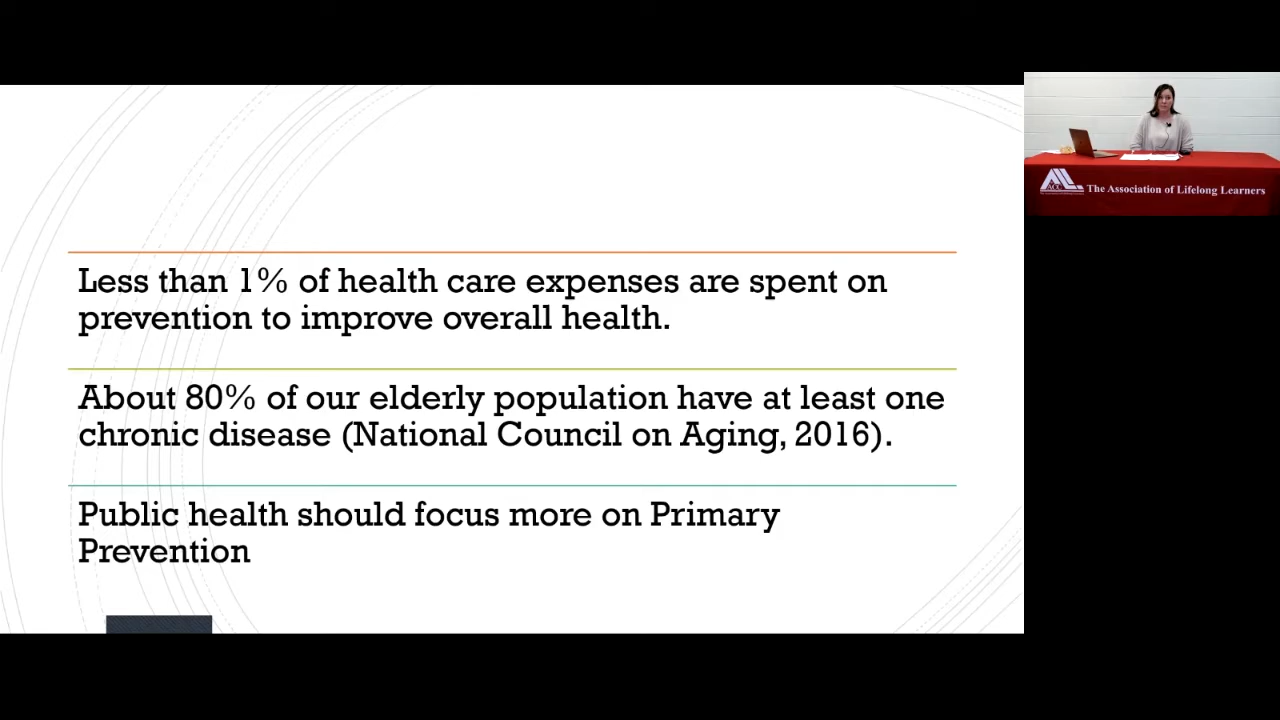 Less than 1% of health care expenses are spent on
prevention to improve overall health.
About 80% of our elderly population have at least one
chronic disease (National Council on Aging, 2016).
Public health should focus more on Primary
Prevention
ACC
The Association of Lifelong Learners